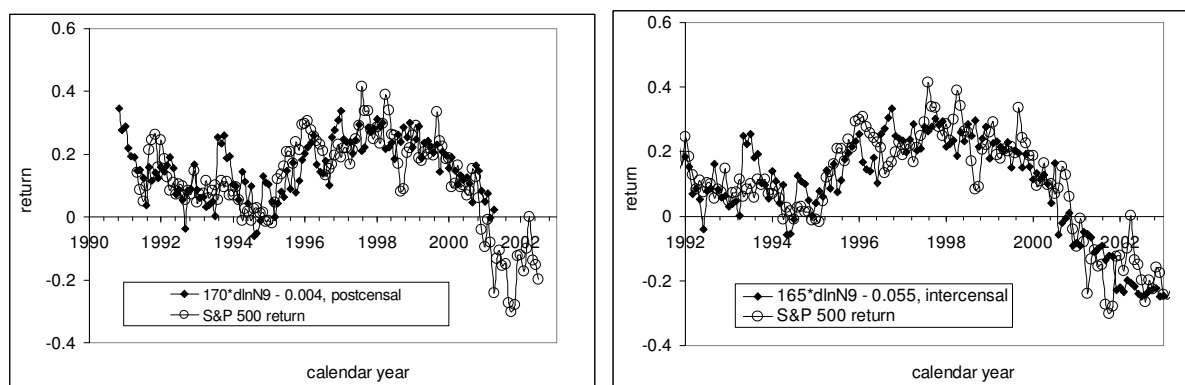 0.6
0.4
0.2
0
-0.2
-0.4
return
1990 1992 1994 1996 1998 2000 2002
170*dlnN9 - 0.004, postcensal
S&P 500 return
calendar year
0.6
0.4
0.2
0
-0.2
-0.4
return
1992 1994 1996 1998 2000 2002
165*dlnN9 - 0.055, intercensal
S&P 500 return
calendar year